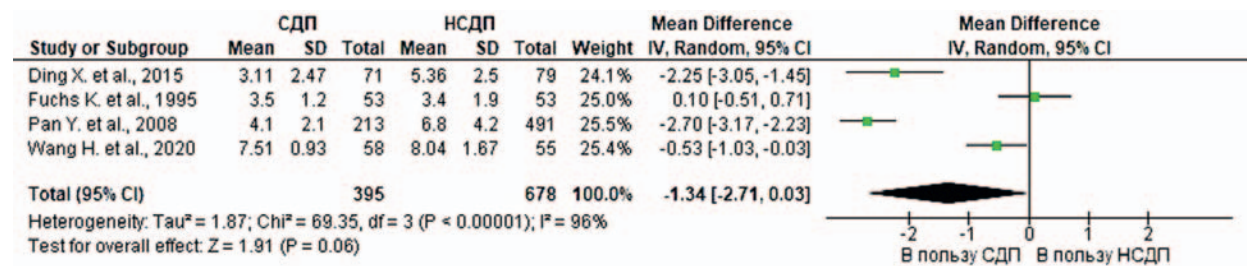 СДП НСДП Mean Difference Mean Difference
Study or Subgroup Mean SD Total Mean SD Total Weight IV, Random, 95% CI IV, Random, 95% CI
Ding X. et al., 2015 3.11 2.47 71 5.36 2.5 79 24.1% -2.25 [-3.05, -1.45]
Fuchs K. et al., 1995 3.5 1.2 53 3.4 1.9 53 25.0% 0.10 [-0.51, 0.71]
Pan Y. et al., 2008 4.1 2.1 213 6.8 4.2 491 25.5% -2.70 [-3.17, -2.23]
Wang H. et al., 2020 7.51 0.93 58 8.04 1.67 55 25.4% -0.53 [-1.03, -0.03]
Total (95% CI) 395 678 100.0% -1.34 [-2.71, 0.03]
Heterogeneity: Tau² = 1.87; Chi² = 69.35, df = 3 (P < 0.00001); I² = 96%
Test for overall effect: Z = 1.91 (P = 0.06)
-2 -1 0 1 2
В пользу СДП В пользу НСДП